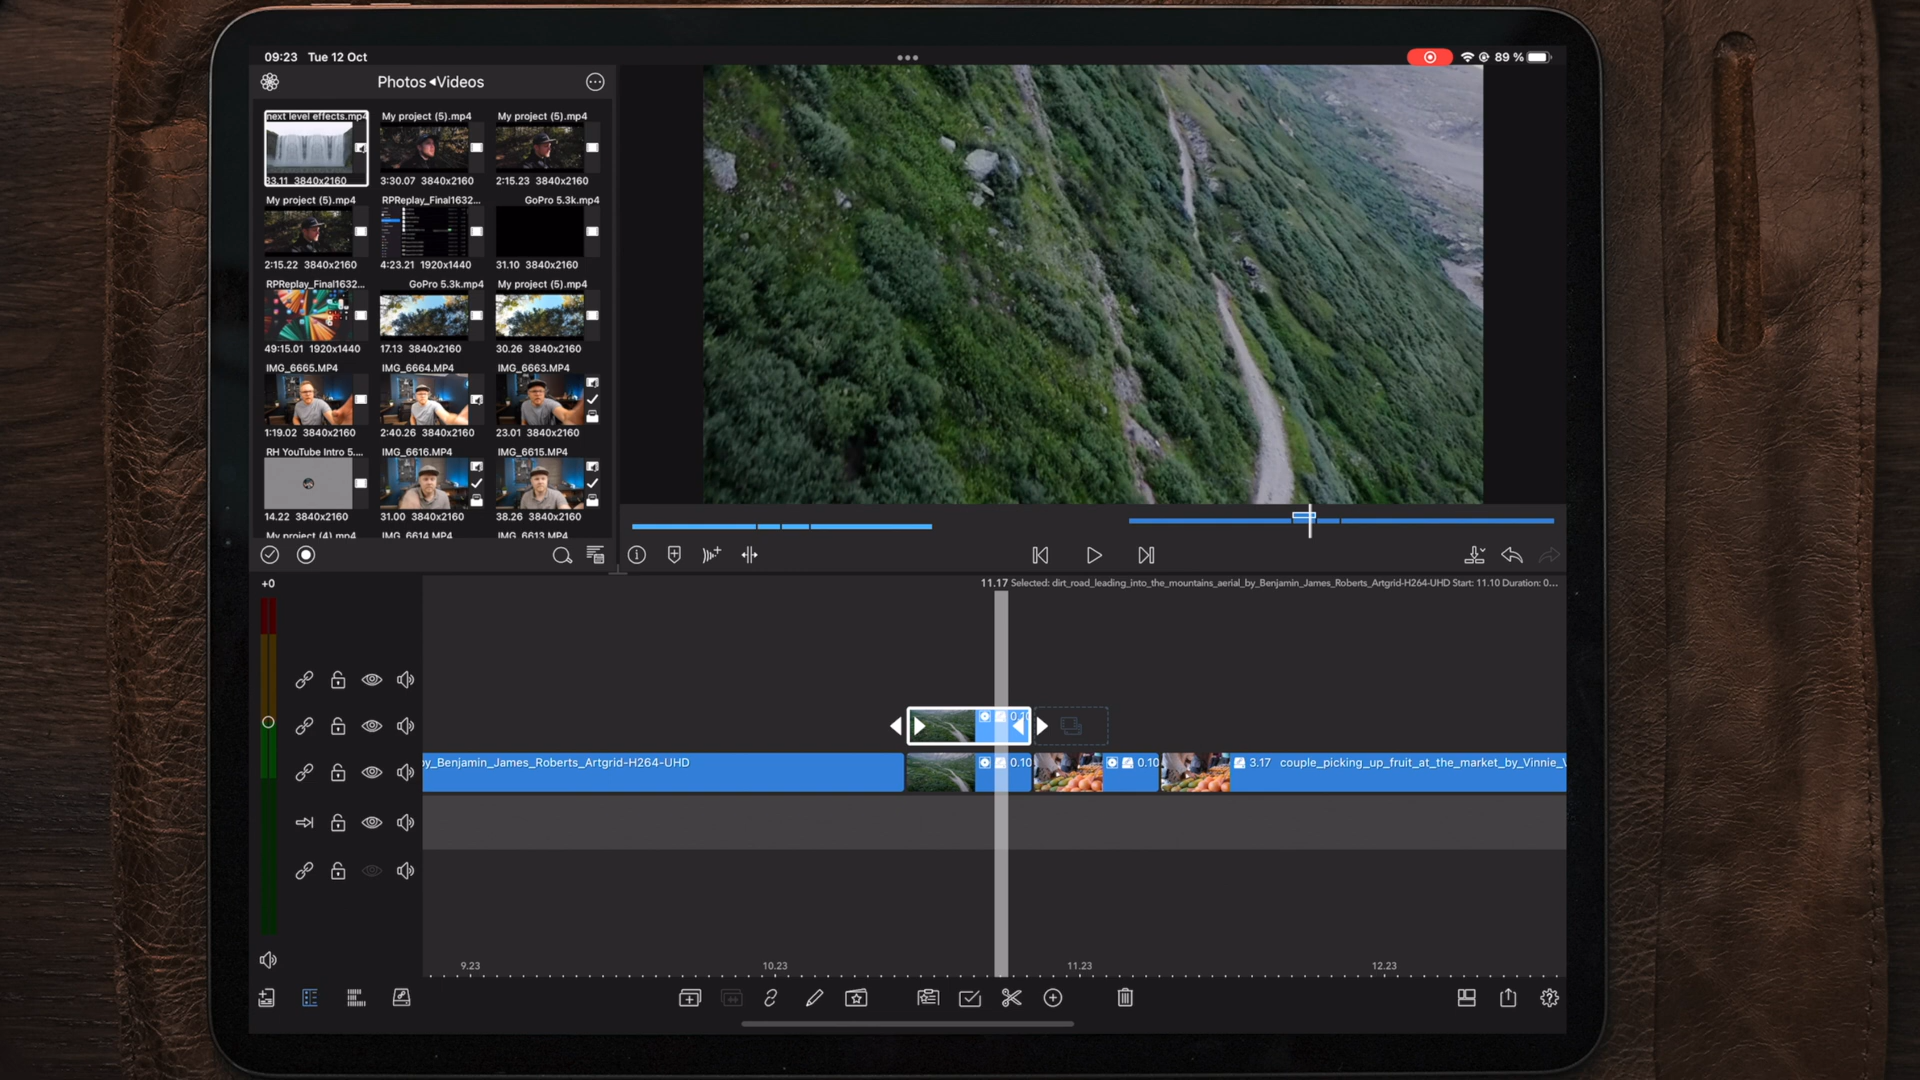 09:23 Tue 12 Oct
89 %
Photos Videos
next level effects.mp4
My project (5).mp4
My project (5).mp4
33.11 3840x2160
3:30.07 3840x2160
2:15.23 3840x2160
My project (5).mp4
RPReplay_Final1632...
GoPro 5.3k.mp4
2:15.22 3840x2160
4:23.21 1920x1440
31.10 3840x2160
RPReplay_Final1632...
GoPro 5.3k.mp4
My project (5).mp4
49:15.01 1920x1440
17.13 3840x2160
30.26 3840x2160
IMG_6665.MP4
IMG_6664.MP4
IMG_6663.MP4
1:19.02 3840x2160
2:40.26 3840x2160
23.01 3840x2160
RH YouTube Intro 5....
IMG_6616.MP4
IMG_6615.MP4
14.22 3840x2160
31.00 3840x2160
38.26 3840x2160
My project (4).mp4
IMG_6614.MP4
IMG_6613.MP4
+0
11.17 Selected: dirt_road_leading_into_the_mountains_aerial_by_Benjamin_James_Roberts_Artgrid-H264-UHD Start: 11.10 Duration: 0...
0.10
y_Benjamin_James_Roberts_Artgrid-H264-UHD
0.10
0.10
3.17 couple_picking_up_fruit_at_the_market_by_Vinnie_
9.23
10.23
11.23
12.23